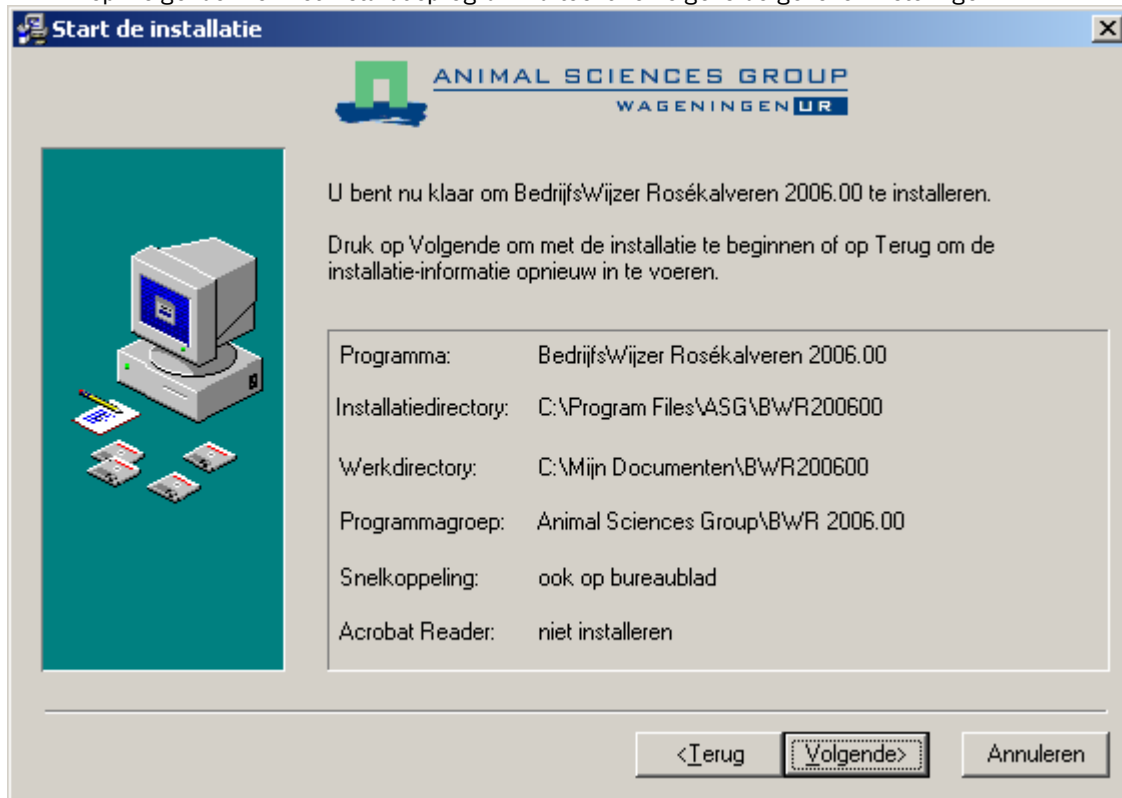 Start de installatie
ANIMAL SCIENCES GROUP
WAGENINGEN UR
U bent nu klaar om BedrijfsWijzer Rosékalveren 2006.00 te installeren.
Druk op Volgende om met de installatie te beginnen of op Terug om de
installatie-informatie opnieuw in te voeren.
Programma: BedrijfsWijzer Rosékalveren 2006.00
Installatiedirectory: C:\Program Files\ASG\BWR200600
Werkdirectory: C:\Mijn Documenten\BWR200600
Programmagroep: Animal Sciences Group\BWR 2006.00
Snelkoppeling: ook op bureaublad
Acrobat Reader: niet installeren
<Terug Volgende> Annuleren